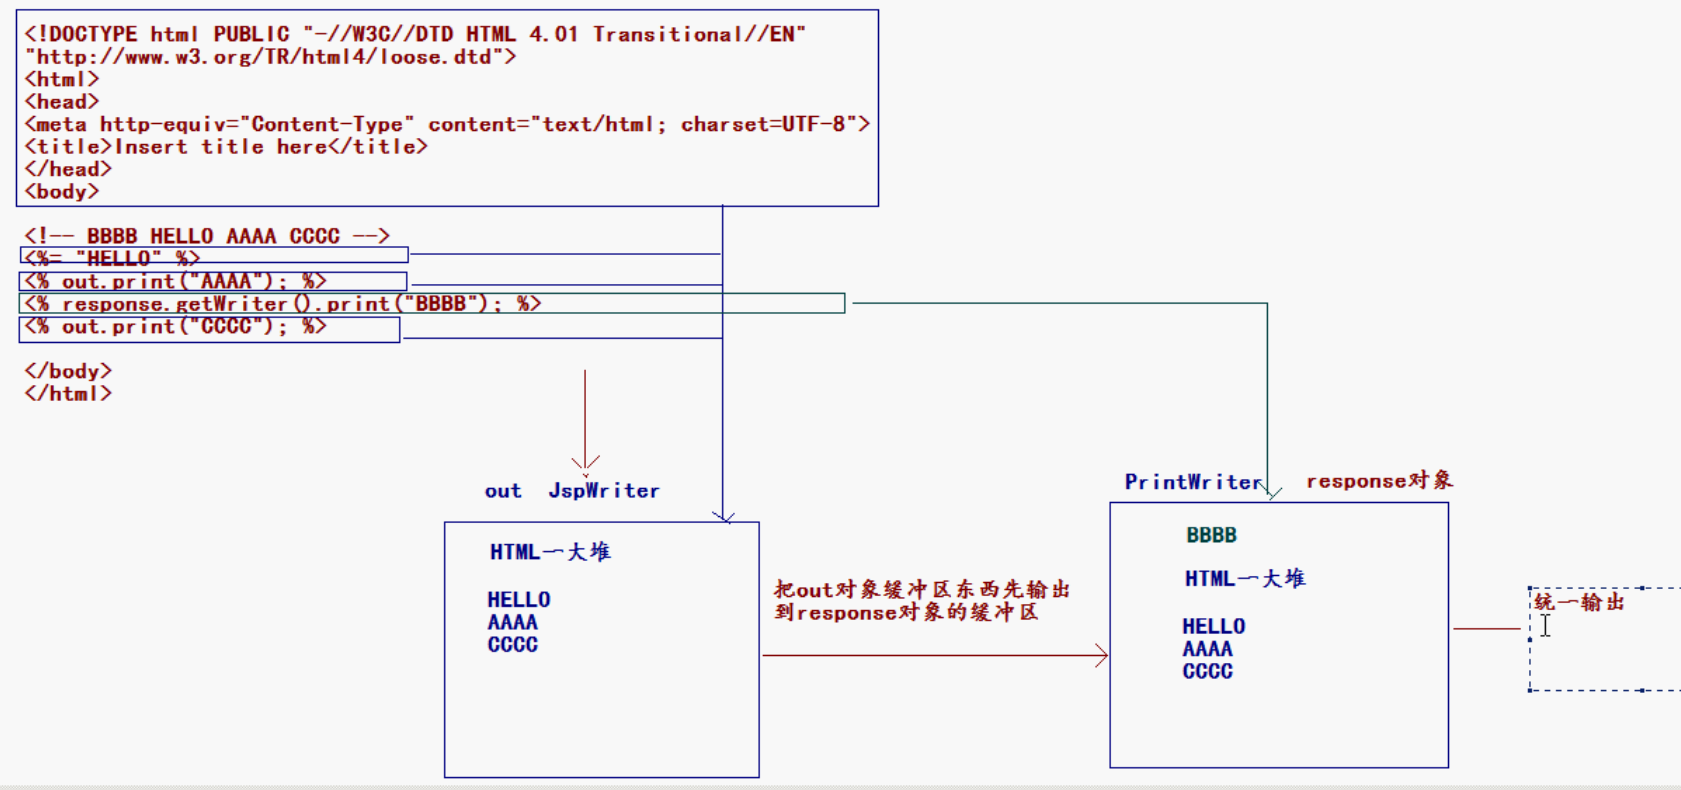 <!DOCTYPE html PUBLIC "-//W3C//DTD HTML 4.01 Transitional//EN"
"http://www.w3.org/TR/html4/loose.dtd">
<html>
<head>
<meta http-equiv="Content-Type" content="text/html; charset=UTF-8">
<title>Insert title here</title>
</head>
<body>
<!-- BBBB HELLO AAAA CCCC -->
<%= "HELLO" %>
<% out.print("AAAA"); %>
<% response.getWriter().print("BBBB"); %>
<% out.print("CCCC"); %>
</body>
</html>
out JspWriter
HTML一大堆
HELLO
AAAA
CCCC
把out对象缓冲区东西先输出
到response对象的缓冲区
PrintWriter response对象
BBBB
HTML一大堆
HELLO
AAAA
CCCC
统一输出